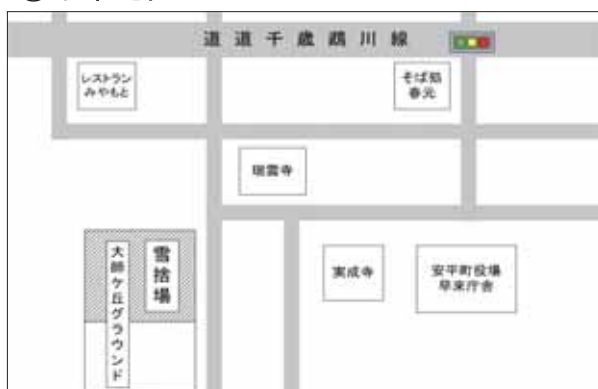 道道千歳鵡川線
レストラン
みやもと
そば処
春元
瑞雲寺
雪捨場
大師ケ丘グラウンド
実成寺
安平町役場
早来庁舎